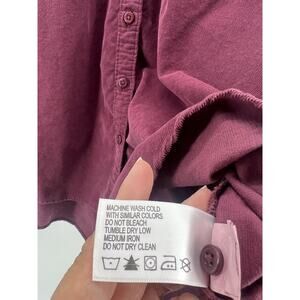 MACHINE WASH COLD
WITH SIMILAR COLORS
DO NOT BLEACH
TUMBLE DRY LOW
MEDIUM IRON
DO NOT DRY CLEAN